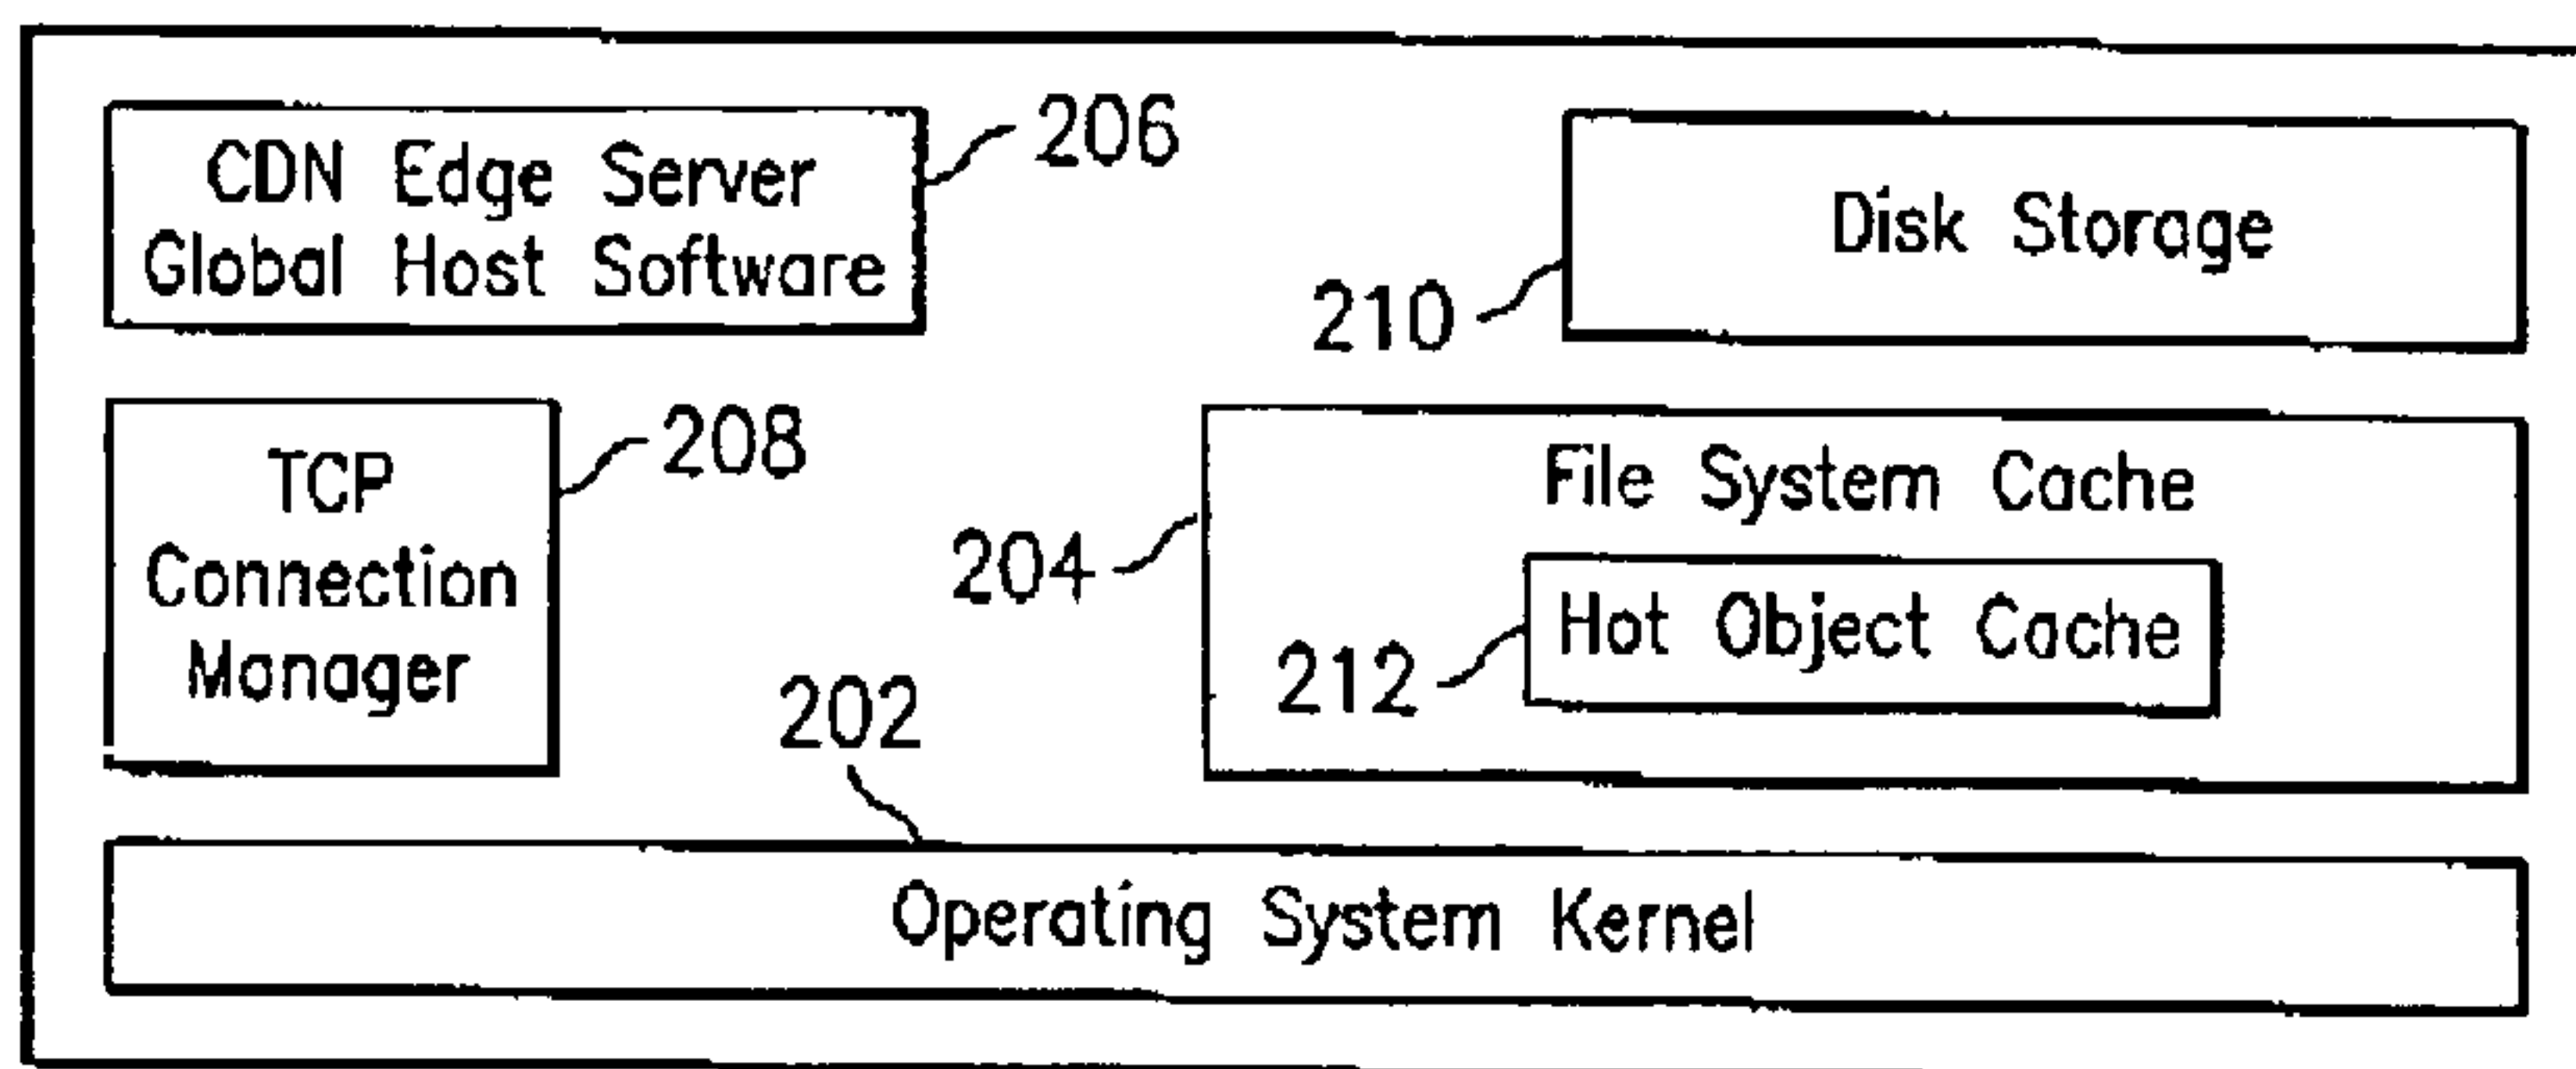 CDN Edge Server
Global Host Software
206
Disk Storage
210
TCP
Connection
Manager
208
File System Cache
204
Hot Object Cache
212
202
Operating System Kernel